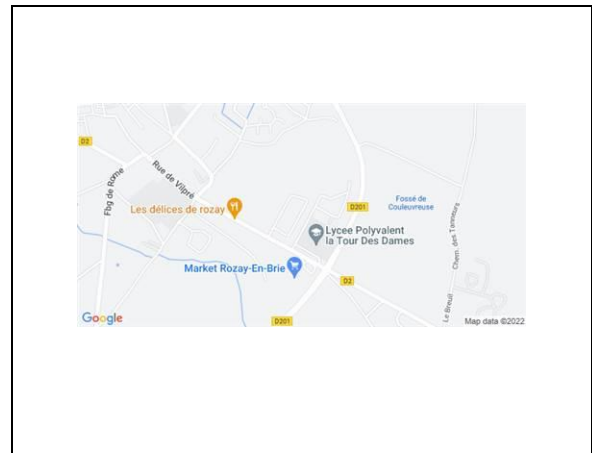 D2
Rue de Vilpré
Fbg de Rome
Les délices de rozay
D201
Fossé de
Couleuvreuse
Chem. des Tanneurs
Lycee Polyvalent
la Tour Des Dames
Market Rozay-En-Brie
D2
Le Breuil
Google
D201
Map data ©2022